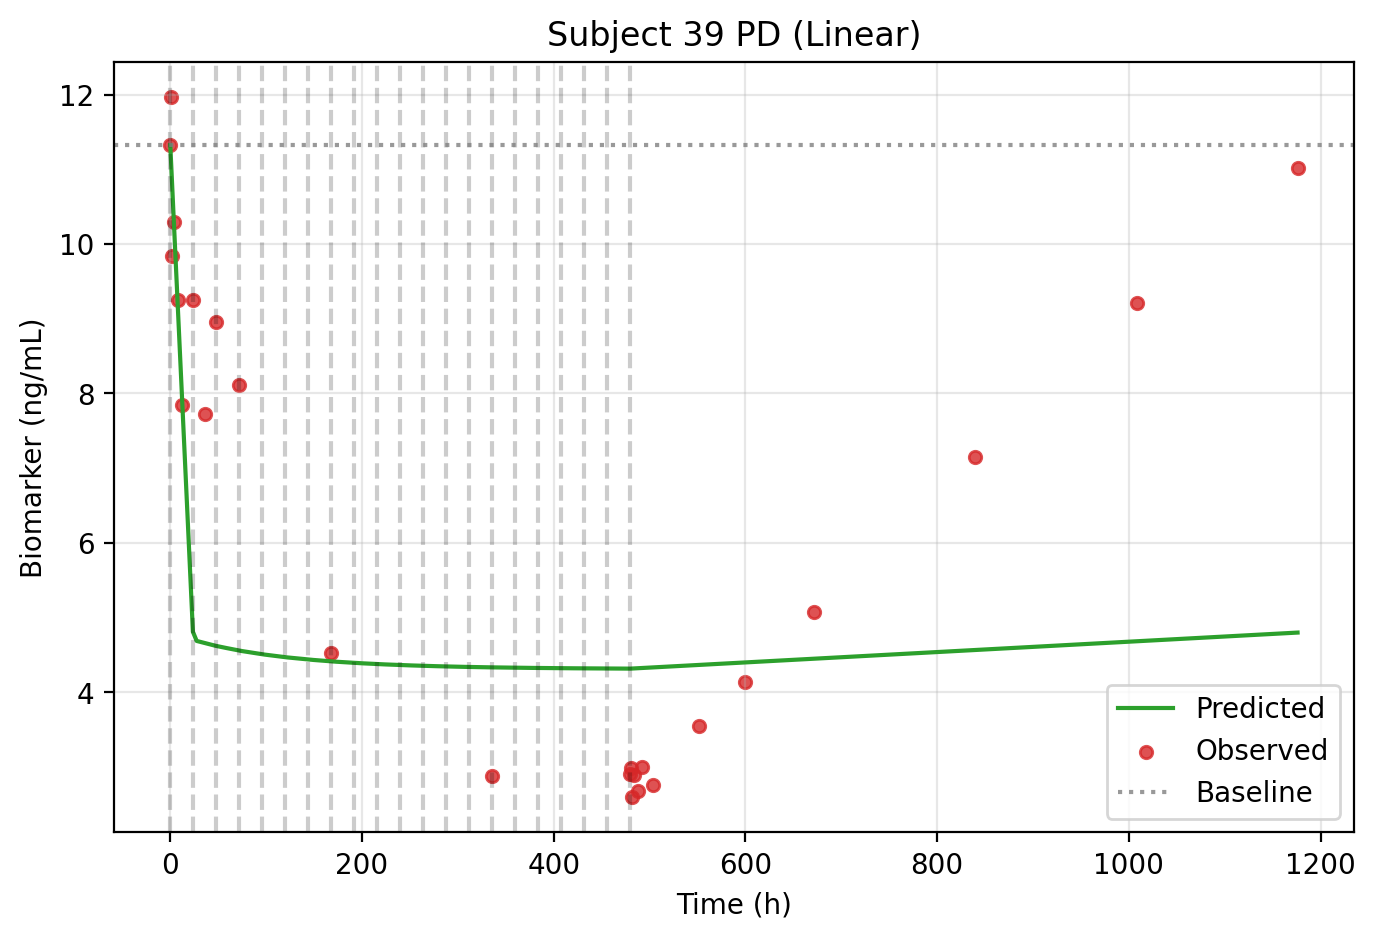 Subject 39 PD (Linear)
Biomarker (ng/mL)
12
10
8
6
4
0
200
400
600
800
1000
1200
Time (h)
Predicted
Observed
Baseline